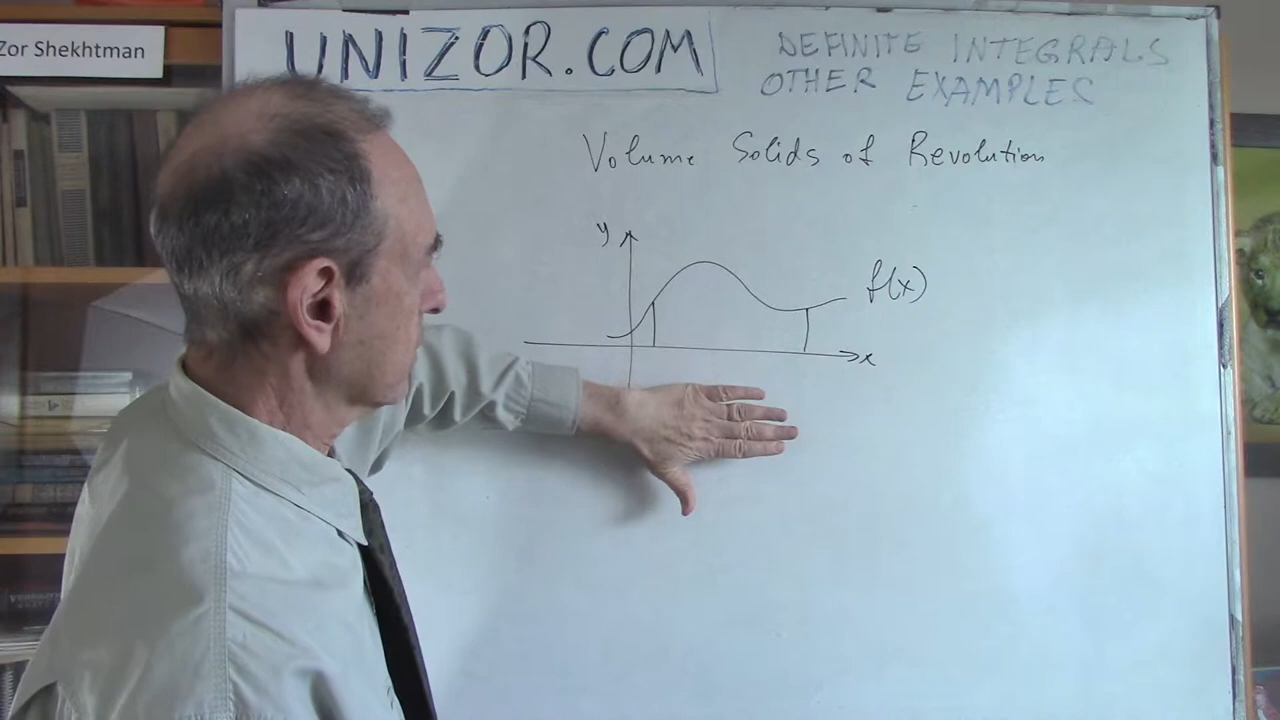 Zor Shekhtman
UNIZOR.COM
DEFINITE INTEGRALS
OTHER EXAMPLES
Volume Solids of Revolution
y
f(x)
x